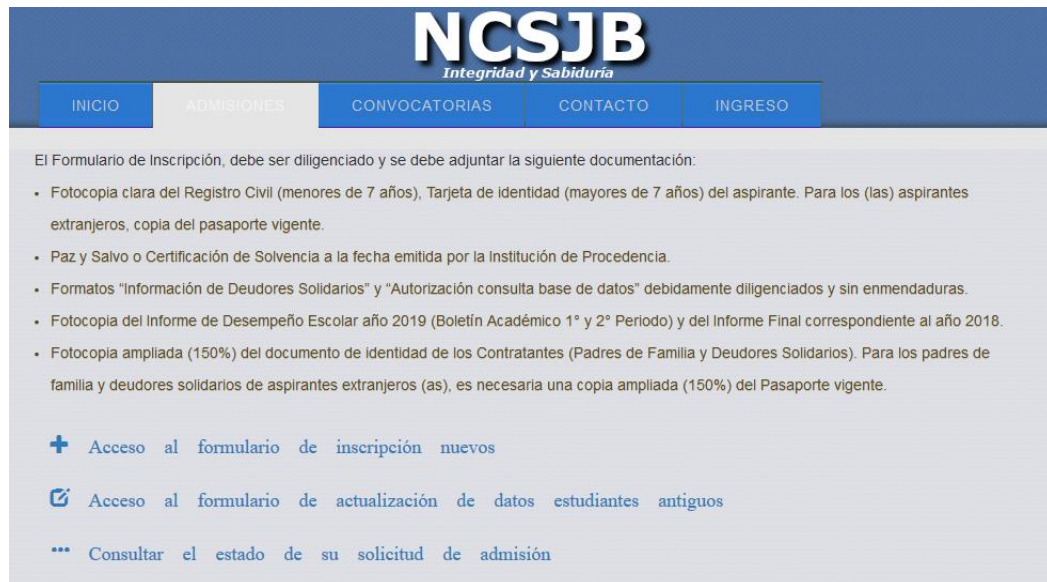 NCSJB
Integridad y Sabiduría
INICIO
ADMISIONES
CONVOCATORIAS
CONTACTO
INGRESO
El Formulario de Inscripción, debe ser diligenciado y se debe adjuntar la siguiente documentación:
• Fotocopia clara del Registro Civil (menores de 7 años), Tarjeta de identidad (mayores de 7 años) del aspirante. Para los (las) aspirantes
extranjeros, copia del pasaporte vigente.
• Paz y Salvo o Certificación de Solvencia a la fecha emitida por la Institución de Procedencia.
• Formatos “Información de Deudores Solidarios” y “Autorización consulta base de datos” debidamente diligenciados y sin enmendaduras.
• Fotocopia del Informe de Desempeño Escolar año 2019 (Boletín Académico 1° y 2° Periodo) y del Informe Final correspondiente al año 2018.
• Fotocopia ampliada (150%) del documento de identidad de los Contratantes (Padres de Familia y Deudores Solidarios). Para los padres de
familia y deudores solidarios de aspirantes extranjeros (as), es necesaria una copia ampliada (150%) del Pasaporte vigente.
Acceso al formulario de inscripción nuevos
Acceso al formulario de actualización de datos estudiantes antiguos
Consultar el estado de su solicitud de admisión